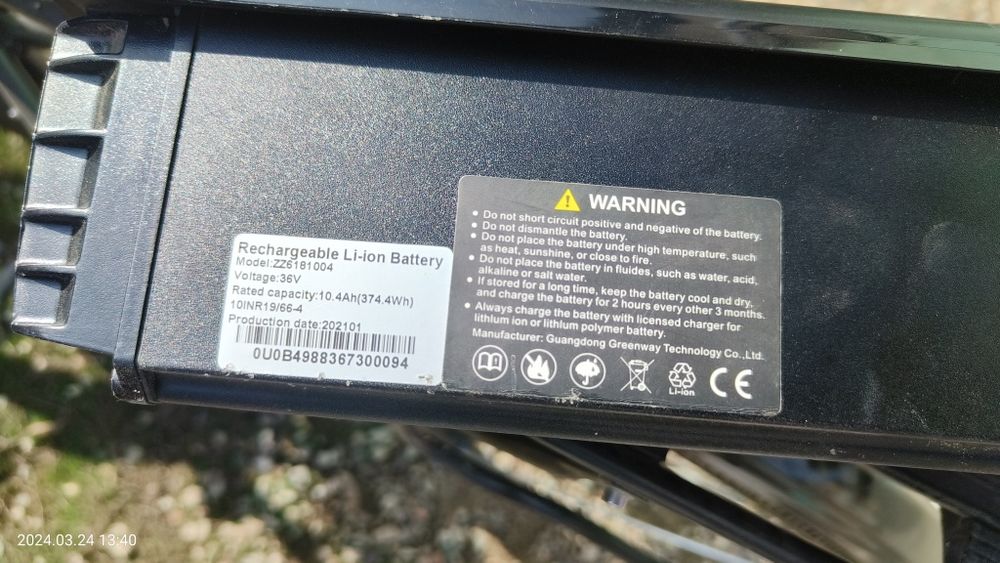 Rechargeable Li-ion Battery
Model:ZZ6181004
Voltage:36V
Rated capacity:10.4Ah(374.4Wh)
10INR19/66-4
Production date:202101
0U0B4988367300094
WARNING
• Do not short circuit positive and negative of the battery.
• Do not dismantle the battery.
• Do not place the battery under high temperature, such
as heat, sunshine, or close to fire.
• Do not place the battery in fluides, such as water, acid,
alkaline or salt water.
• If stored for a long time, keep the battery cool and dry,
and charge the battery for 2 hours every other 3 months.
• Always charge the battery with licensed charger for
lithium ion or lithium polymer battery.
Manufacturer: Guangdong Greenway Technology Co.,Ltd.
Li-ion
CE
2024.03.24 13:40